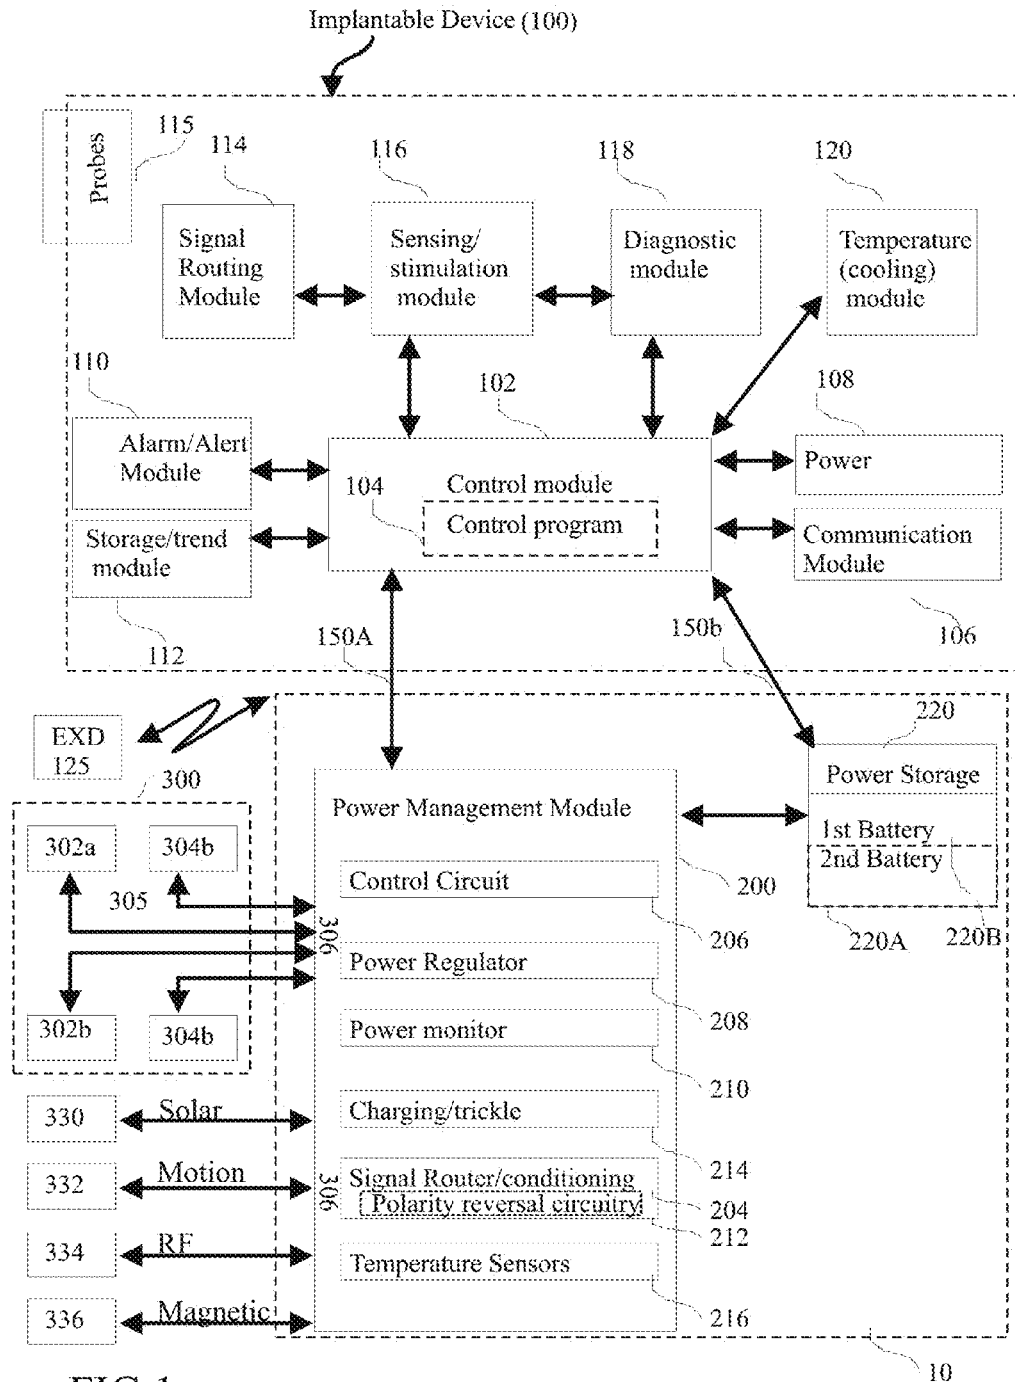 Implantable Device (100)
Probes
115
114
116
118
120
Signal
Routing
Module
Sensing/
stimulation
module
Diagnostic
module
Temperature
(cooling)
module
110
102
108
Alarm/Alert
Module
104
Control module
Control program
Power
Storage/trend
module
Communication
Module
112
150A
150b
106
EXD
125
300
220
Power Storage
1st Battery
2nd Battery
220A
220B
Power Management Module
200
302a
304b
305
306
302b
304b
Control Circuit
206
Power Regulator
208
Power monitor
210
330
Solar
Charging/trickle
214
332
Motion
306
Signal Router/conditioning
204
Polarity reversal circuitry
212
334
RF
Temperature Sensors
216
336
Magnetic
10
FIG 1